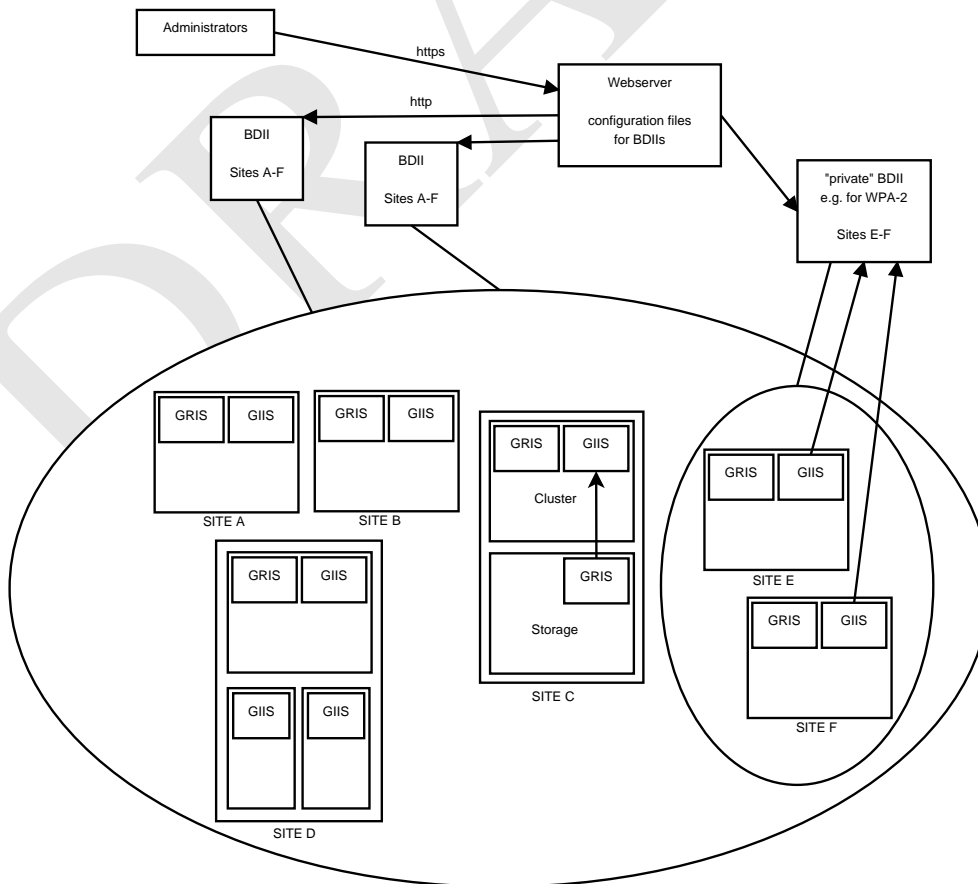 Administrators
https
Webserver
configuration files
for BDIIs
http
BDII
Sites A-F
BDII
Sites A-F
"private" BDII
e.g. for WPA-2
Sites E-F
GRIS
GIIS
SITE A
GRIS
GIIS
SITE B
GRIS
GIIS
Cluster
GRIS
Storage
SITE C
GRIS
GIIS
SITE E
GRIS
GIIS
SITE F
GRIS
GIIS
GIIS
GIIS
SITE D
DRA